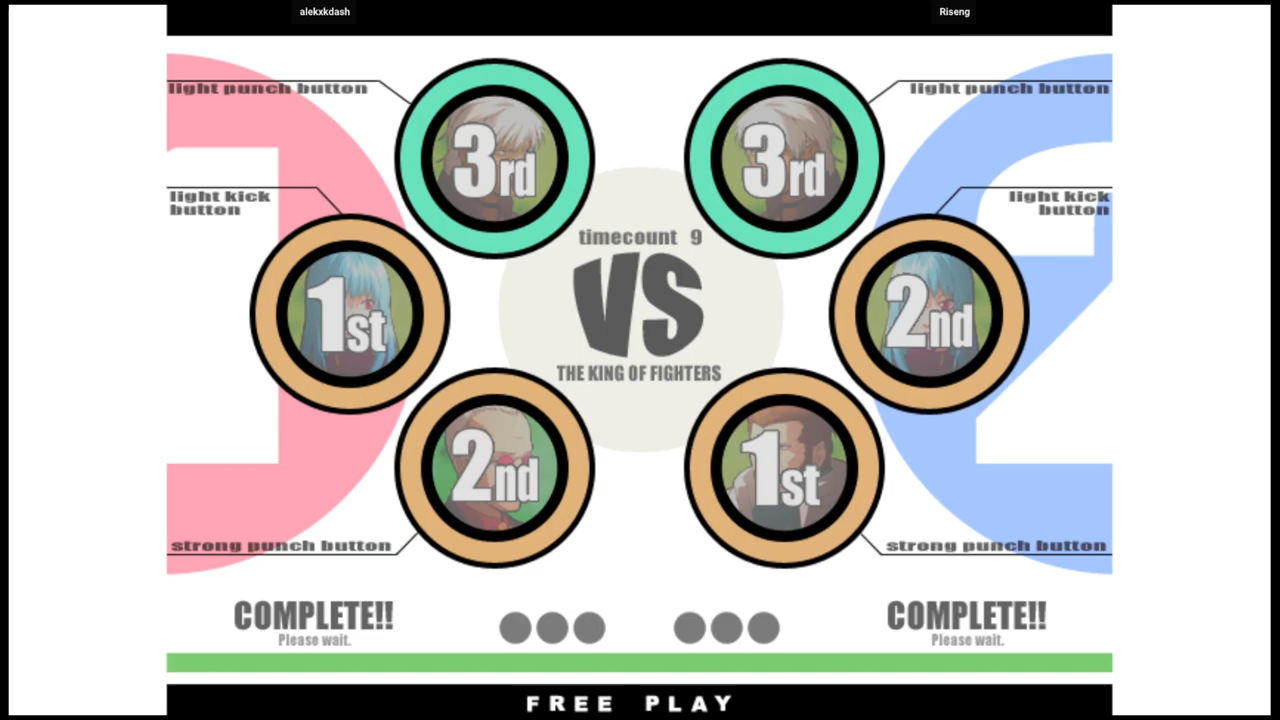 alekxkdash
Riseng
light punch button
light punch button
3rd
3rd
light kick
button
light kick
button
timecount 9
VS
THE KING OF FIGHTERS
1st
2nd
2nd
1st
strong punch button
strong punch button
COMPLETE!!
Please wait.
COMPLETE!!
Please wait.
FREE PLAY